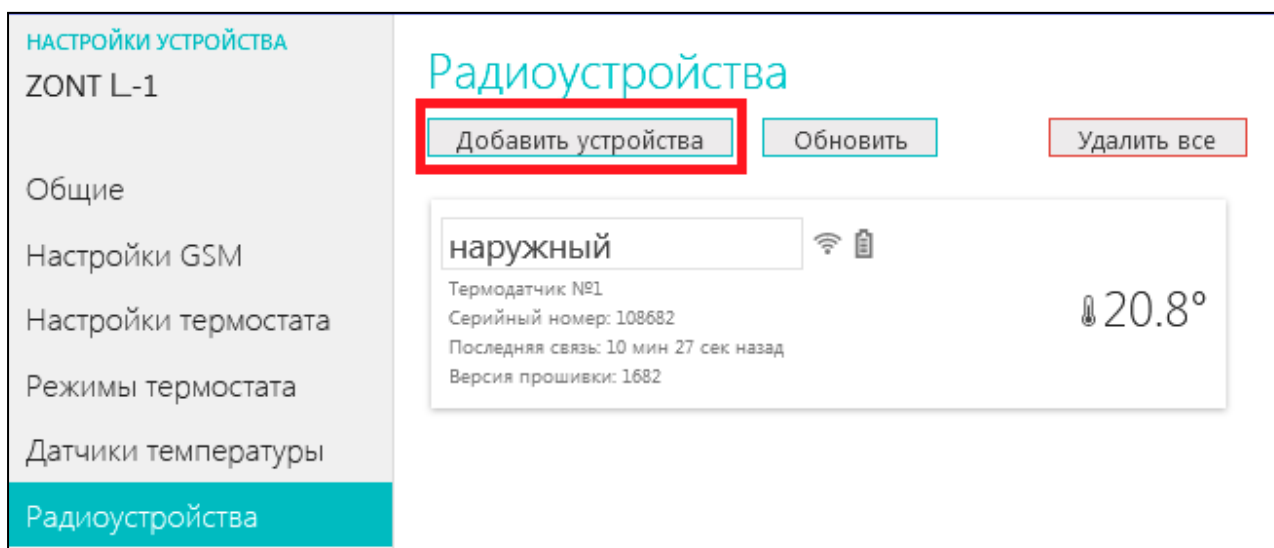 НАСТРОЙКИ УСТРОЙСТВА
ZONT L-1
Общие
Настройки GSM
Настройки термостата
Режимы термостата
Датчики температуры
Радиоустройства
Радиоустройства
Добавить устройства
Обновить
Удалить все
наружный
Термодатчик №1
Серийный номер: 108682
Последняя связь: 10 мин 27 сек назад
Версия прошивки: 1682
20.8°